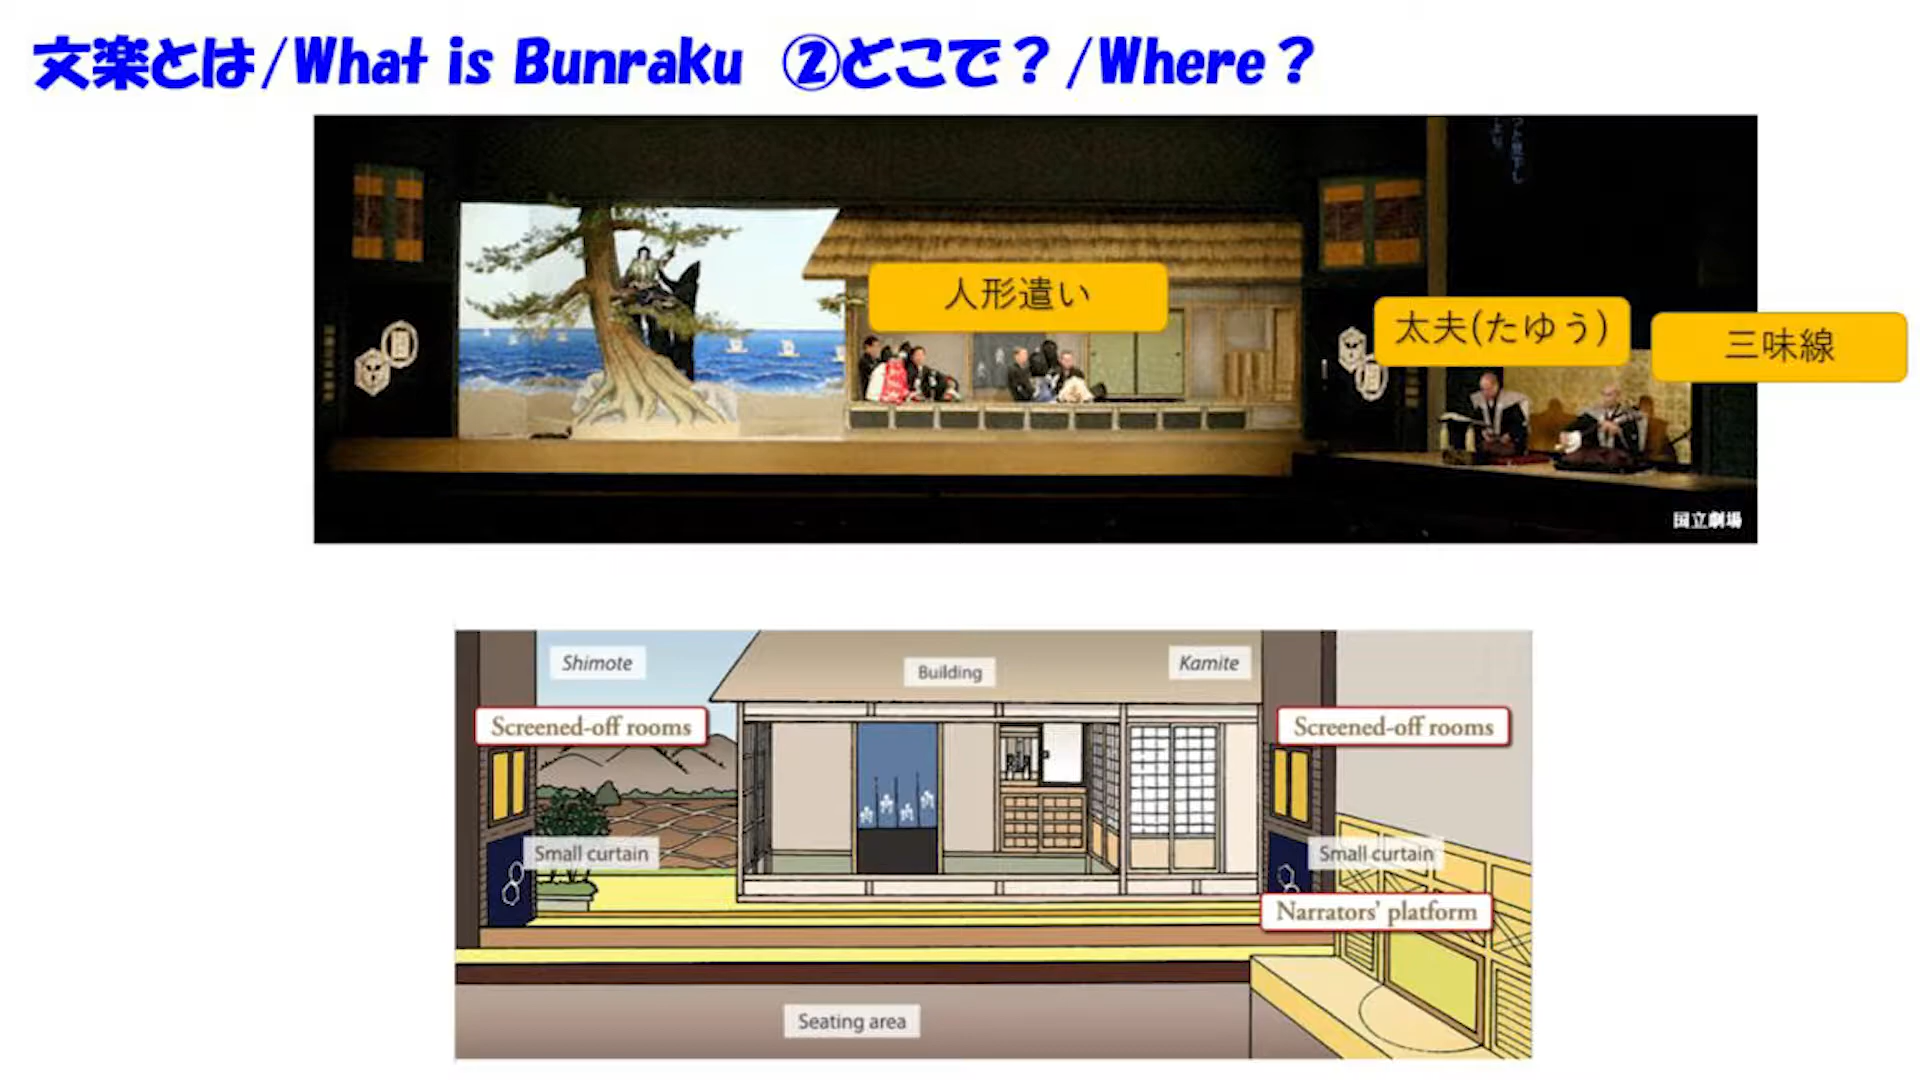 文楽とは/What is Bunraku ②どこで？/Where？
人形遣い
太夫(たゆう)
三味線
国立劇場
Shimote
Building
Kamite
Screened-off rooms
Screened-off rooms
Small curtain
Small curtain
Narrators' platform
Seating area